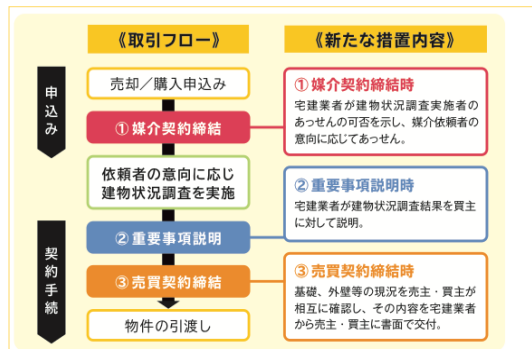 《取引フロー》
《新たな措置内容》
申込み
売却／購入申込み
①媒介契約締結
依頼者の意向に応じ
建物状況調査を実施
契約手続
②重要事項説明
③売買契約締結
物件の引渡し
①媒介契約締結時
宅建業者が建物状況調査実施者の
あっせんの可否を示し、媒介依頼者の
意向に応じてあっせん。
②重要事項説明時
宅建業者が建物状況調査結果を買主
に対して説明。
③売買契約締結時
基礎、外壁等の現況を売主・買主が
相互に確認し、その内容を宅建業者
から売主・買主に書面で交付。